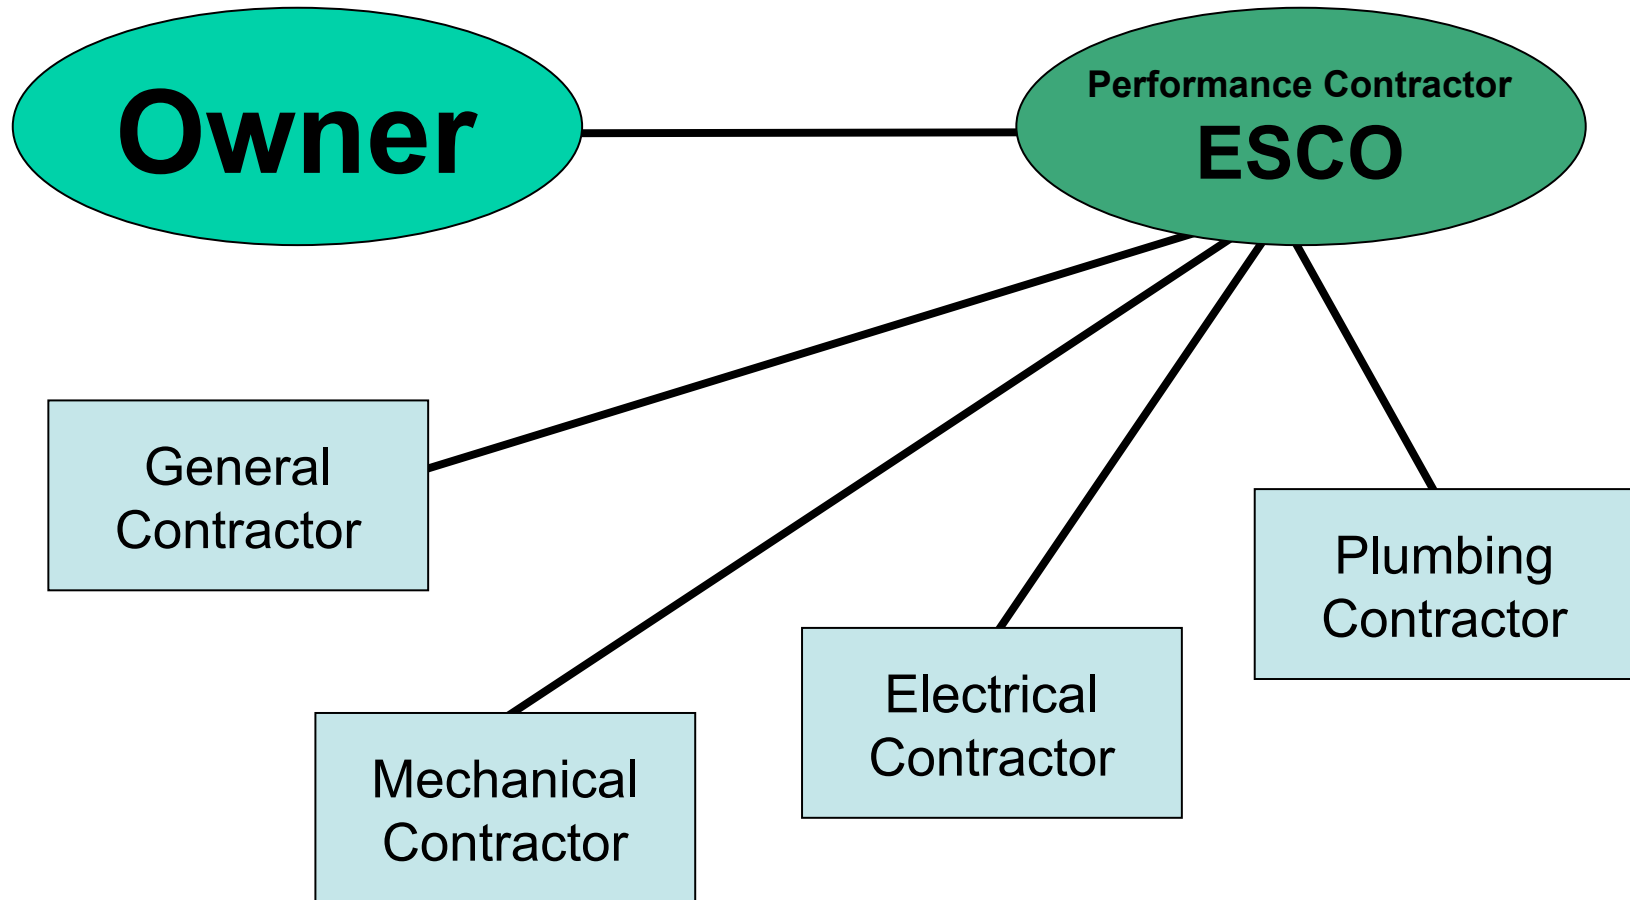 Owner
Performance Contractor
ESCO
General
Contractor
Plumbing
Contractor
Electrical
Contractor
Mechanical
Contractor